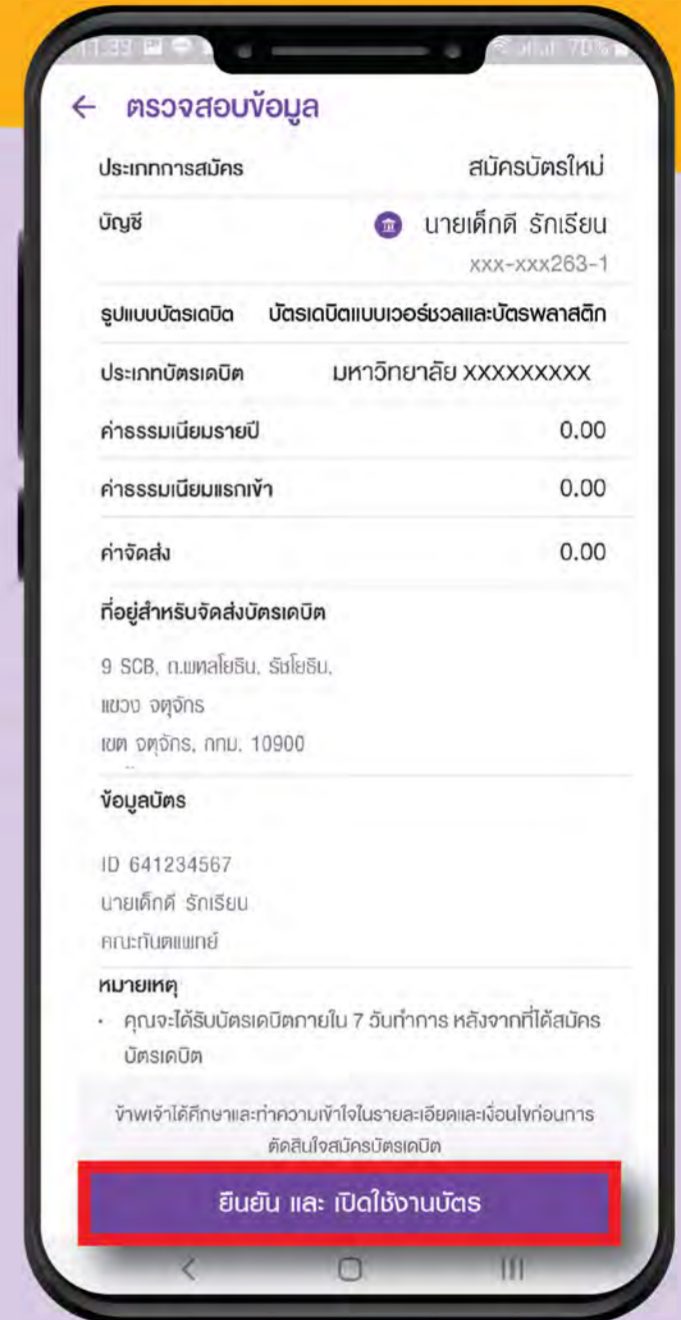 11:39 70%
← ตรวจสอบข้อมูล
ประเภทการสมัคร สมัครบัตรใหม่
บัญชี นายเด็กดี รักเรียน
xxx-xxx263-1
รูปแบบบัตรเดบิต บัตรเดบิตแบบเวอร์ชวลและบัตรพลาสติก
ประเภทบัตรเดบิต มหาวิทยาลัย XXXXXXXXX
ค่าธรรมเนียมรายปี 0.00
ค่าธรรมเนียมแรกเข้า 0.00
ค่าจัดส่ง 0.00
ที่อยู่สำหรับจัดส่งบัตรเดบิต
9 SCB, ถ.พหลโยธิน, รัชโยธิน,
แขวง จตุจักร
เขต จตุจักร, กทม, 10900
ข้อมูลบัตร
ID 641234567
นายเด็กดี รักเรียน
คณะทันตแพทย์
หมายเหตุ
· คุณจะได้รับบัตรเดบิตภายใน 7 วันทำการ หลังจากที่ได้สมัคร
บัตรเดบิต
ข้าพเจ้าได้ศึกษาและทำความเข้าใจในรายละเอียดและเงื่อนไขก่อนการ
ตัดสินใจสมัครบัตรเดบิต
ยืนยัน และ เปิดใช้งานบัตร